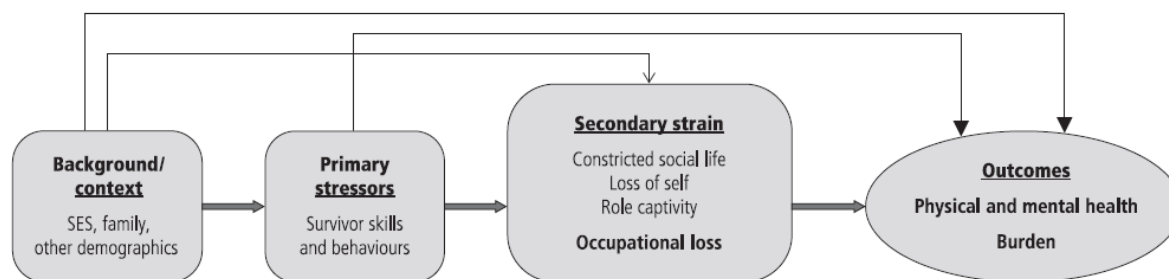 Background/
context
SES, family,
other demographics
Primary
stressors
Survivor skills
and behaviours
Secondary strain
Constricted social life
Loss of self
Role captivity
Occupational loss
Outcomes
Physical and mental health
Burden